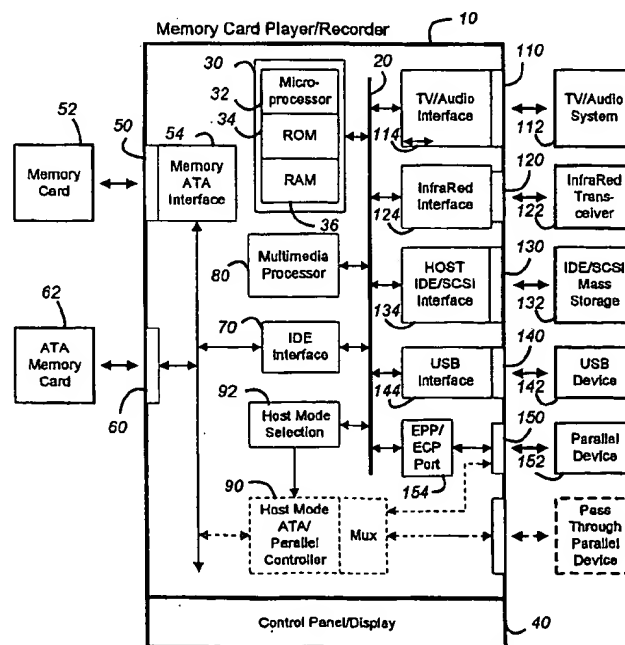 Memory Card Player/Recorder
10
110
20
30
32
34
Micro-
processor
ROM
RAM
36
TV/Audio
Interface
114
TV/Audio
System
112
52
50
54
Memory
Card
Memory
ATA
Interface
120
InfraRed
Interface
124
InfraRed
Trans-
ceiver
122
Multimedia
Processor
80
130
HOST
IDE/SCSI
Interface
134
IDE/SCSI
Mass
Storage
132
62
ATA
Memory
Card
60
70
IDE
Interface
140
USB
Interface
144
USB
Device
142
92
Host Mode
Selection
150
EPP/
ECP
Port
154
Parallel
Device
152
90
Host Mode
ATA/
Parallel
Controller
Mux
Pass
Through
Parallel
Device
Control Panel/Display
40